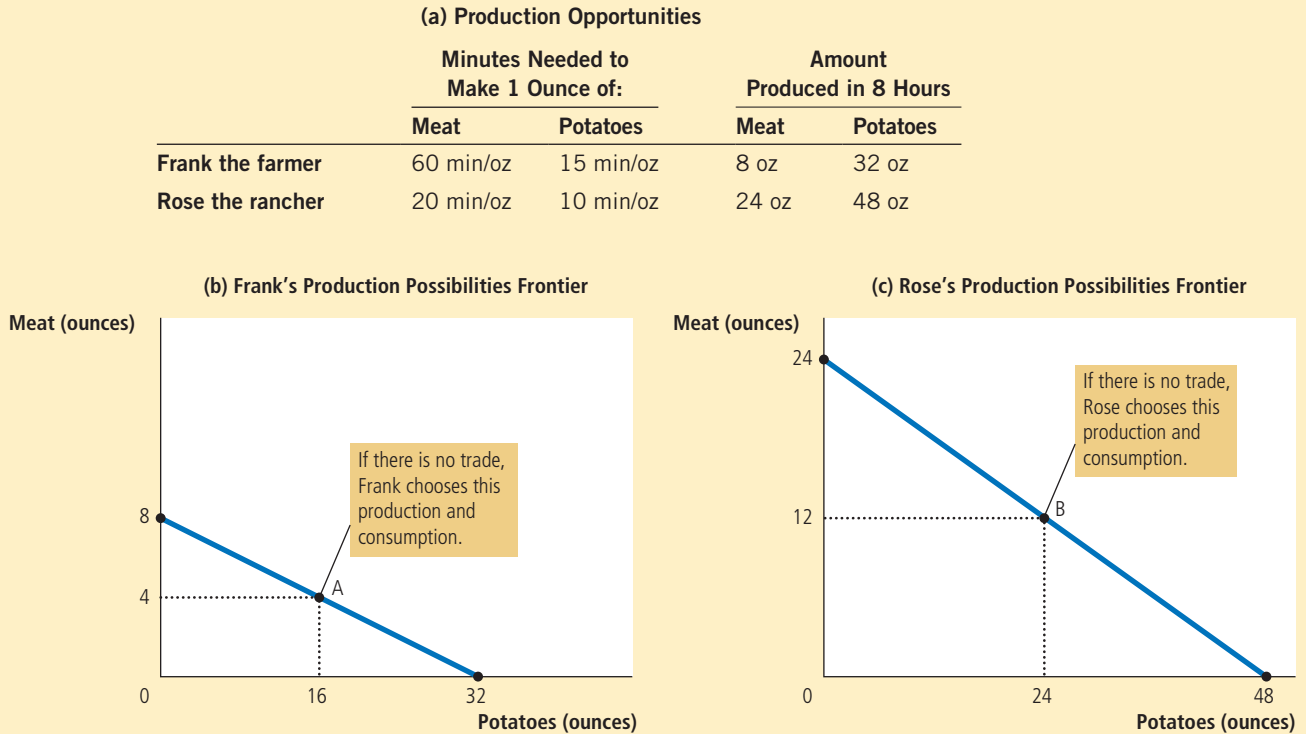 (a) Production Opportunities
Minutes Needed to
Make 1 Ounce of:
Amount
Produced in 8 Hours
Meat Potatoes Meat Potatoes
Frank the farmer 60 min/oz 15 min/oz 8 oz 32 oz
Rose the rancher 20 min/oz 10 min/oz 24 oz 48 oz
(b) Frank’s Production Possibilities Frontier
Meat (ounces)
If there is no trade,
Frank chooses this
production and
consumption.
8
4
A
0 16 32
Potatoes (ounces)
(c) Rose’s Production Possibilities Frontier
Meat (ounces)
24
If there is no trade,
Rose chooses this
production and
consumption.
12
B
0 24 48
Potatoes (ounces)